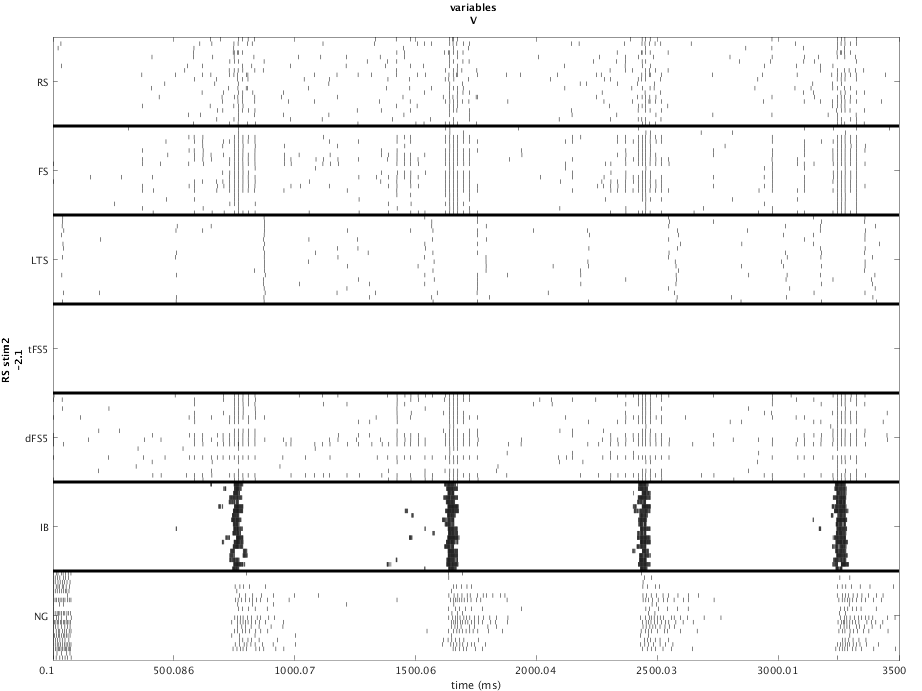 variables
V
RS
FS
LTS
tFS5
dFS5
IB
NG
RS stim2
-2.1
0.1 500.086 1000.07 1500.06 2000.04 2500.03 3000.01 3500
time (ms)